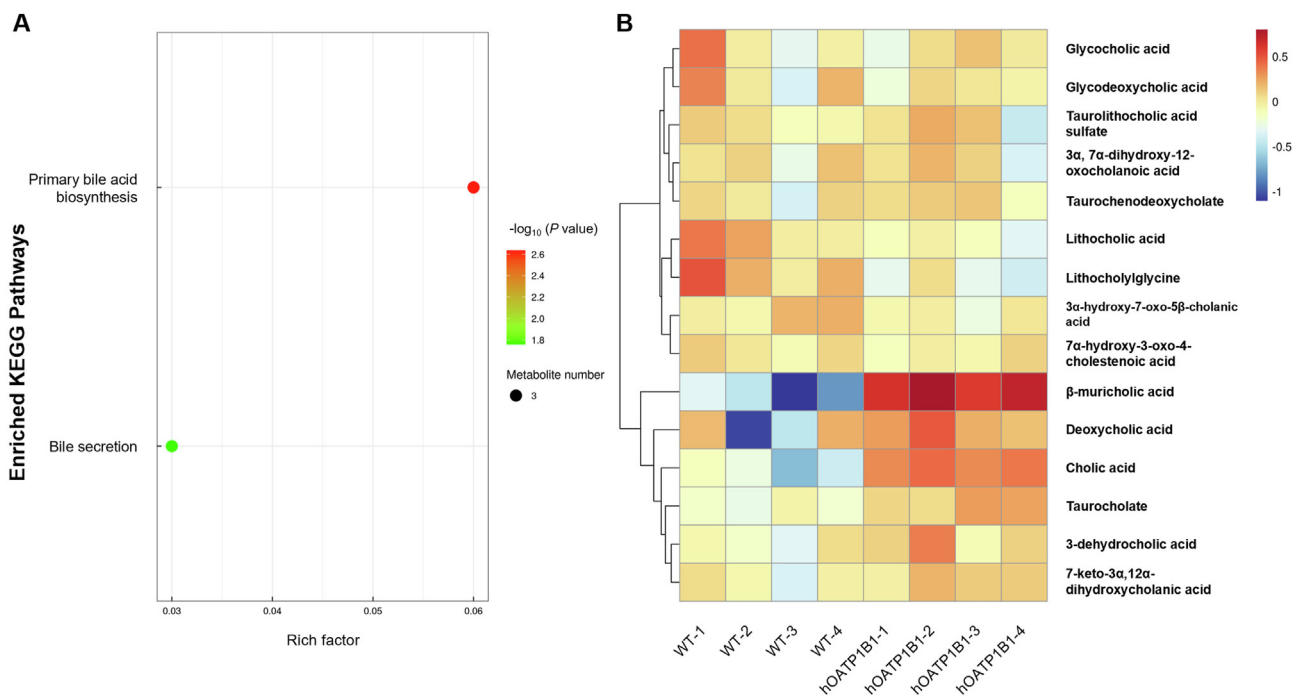 A
Enriched KEGG Pathways
Primary bile acid
biosynthesis
Bile secretion
0.03
0.04
0.05
0.06
Rich factor
-log10 (P value)
2.6
2.4
2.2
2.0
1.8
Metabolite number
3
B
Glycocholic acid
Glycodeoxycholic acid
Taurolithocholic acid
sulfate
3α, 7α-dihydroxy-12-
oxocholanoic acid
Taurochenodeoxycholate
Lithocholic acid
Lithocholylglycine
3α-hydroxy-7-oxo-5β-cholanic
acid
7α-hydroxy-3-oxo-4-
cholestenoic acid
β-muricholic acid
Deoxycholic acid
Cholic acid
Taurocholate
3-dehydrocholic acid
7-keto-3α,12α-
dihydroxycholanic acid
WT-1
WT-2
WT-3
WT-4
hOATP1B1-1
hOATP1B1-2
hOATP1B1-3
hOATP1B1-4
0.5
0
-0.5
-1